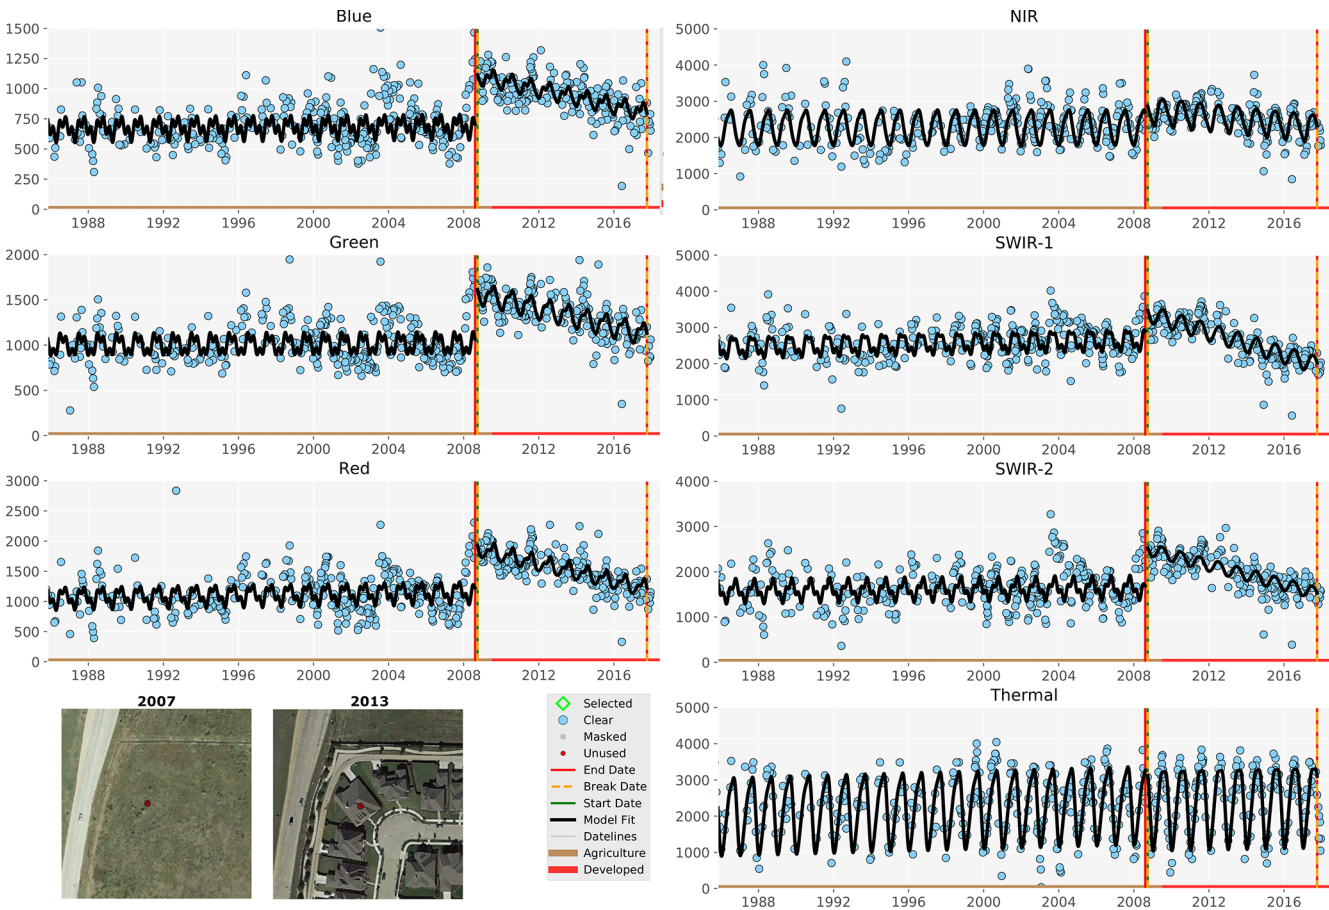 Blue
1500
1250
1000
750
500
250
0
1988 1992 1996 2000 2004 2008 2012 2016
NIR
5000
4000
3000
2000
1000
0
1988 1992 1996 2000 2004 2008 2012 2016
Green
2000
1500
1000
500
0
1988 1992 1996 2000 2004 2008 2012 2016
SWIR-1
5000
4000
3000
2000
1000
0
1988 1992 1996 2000 2004 2008 2012 2016
Red
3000
2500
2000
1500
1000
500
0
1988 1992 1996 2000 2004 2008 2012 2016
SWIR-2
4000
3000
2000
1000
0
1988 1992 1996 2000 2004 2008 2012 2016
2007
2013
Selected
Clear
Masked
Unused
End Date
Break Date
Start Date
Model Fit
Datelines
Agriculture
Developed
Thermal
5000
4000
3000
2000
1000
0
1988 1992 1996 2000 2004 2008 2012 2016